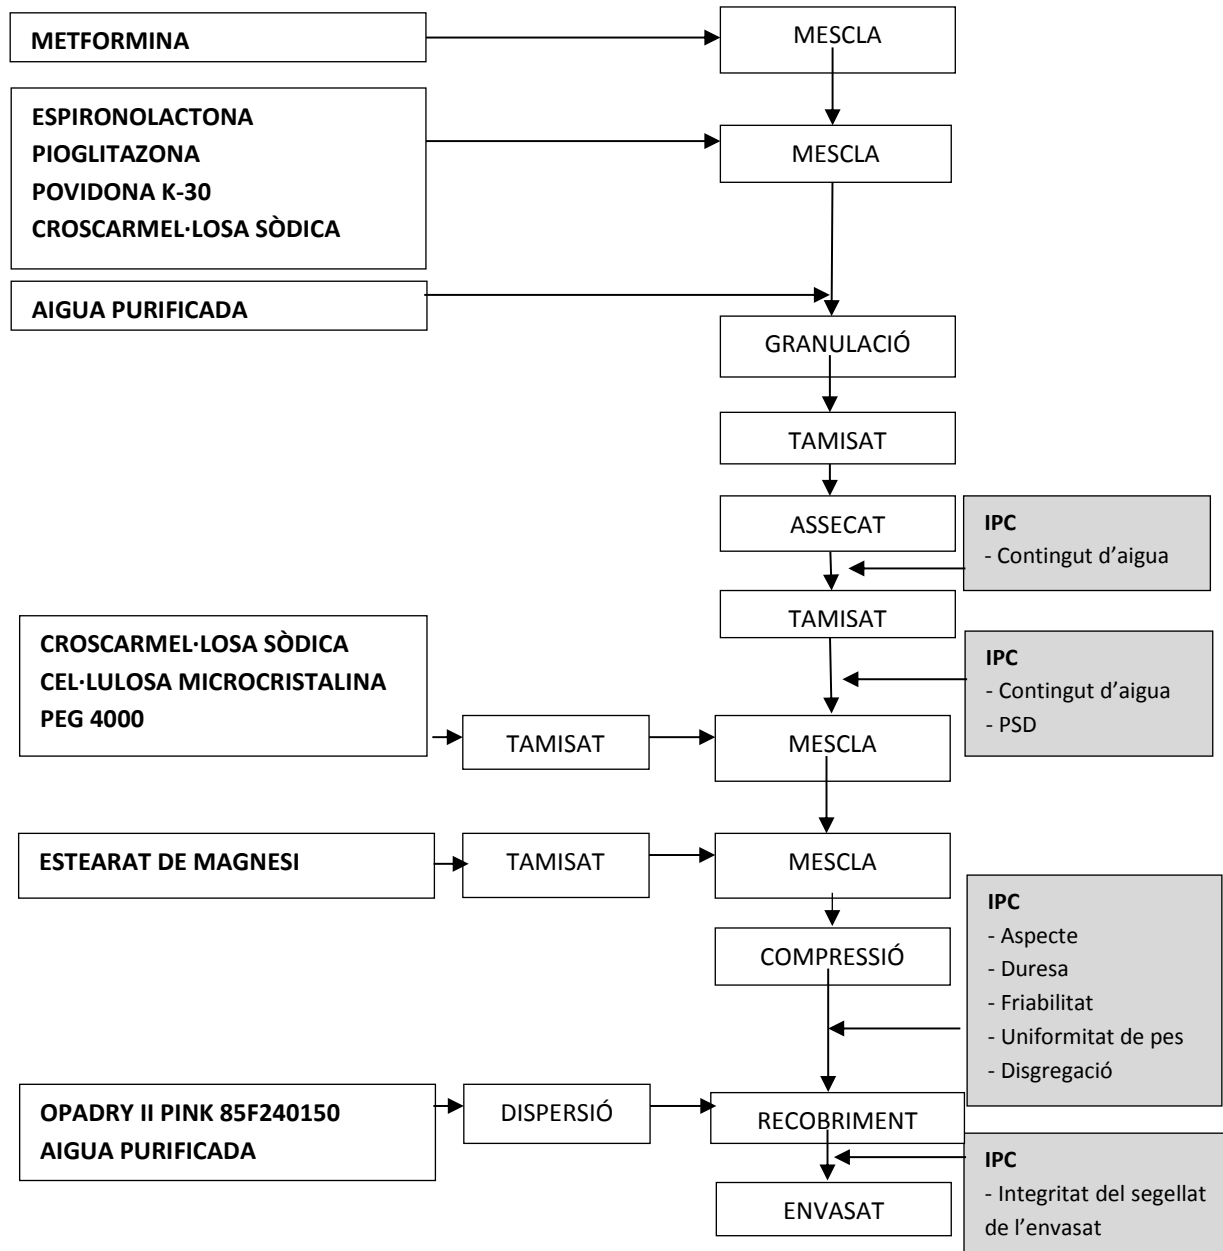 METFORMINA
MESCLA
ESPIRONOLACTONA
PIOGLITAZONA
POVIDONA K-30
CROSCARMEL·LOSA SÒDICA
MESCLA
AIGUA PURIFICADA
GRANULACIÓ
TAMISAT
ASSECAT
IPC
- Contingut d’aigua
TAMISAT
CROSCARMEL·LOSA SÒDICA
CEL·LULOSA MICROCRISTALINA
PEG 4000
IPC
- Contingut d’aigua
- PSD
TAMISAT
MESCLA
ESTEARAT DE MAGNESI
TAMISAT
MESCLA
COMPRESSIÓ
IPC
- Aspecte
- Duresa
- Friabilitat
- Uniformitat de pes
- Disgregació
OPADRY II PINK 85F240150
AIGUA PURIFICADA
DISPERSIÓ
RECOBRIMENT
IPC
- Integritat del segellat
de l’envasat
ENVASAT